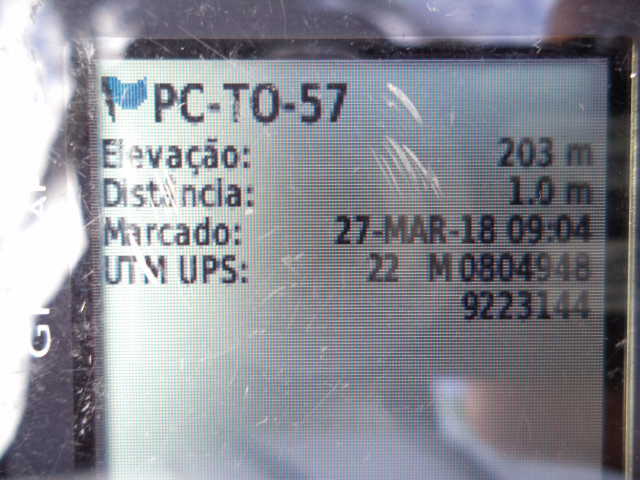 PC-TO-57
Elevação: 203 m
Distância: 1.0 m
Marcado: 27-MAR-18 09:04
UTM UPS: 22 M 0804948
9223144